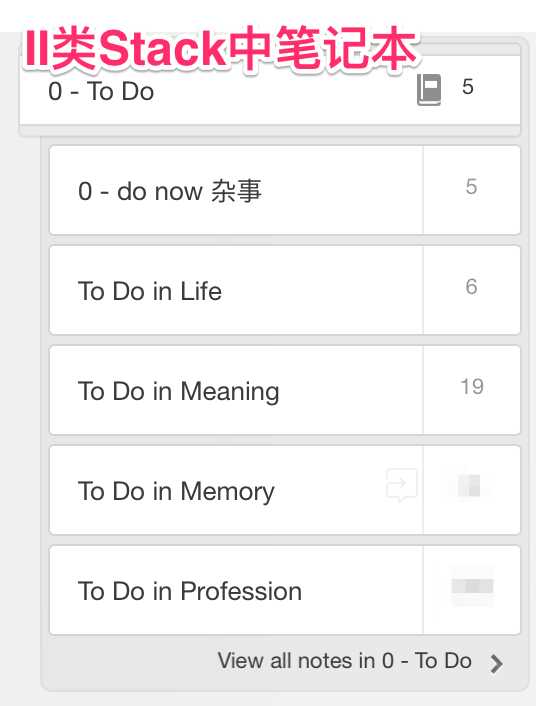 II类Stack中笔记本
0 - To Do 5
0 - do now 杂事 5
To Do in Life 6
To Do in Meaning 19
To Do in Memory
To Do in Profession
View all notes in 0 - To Do